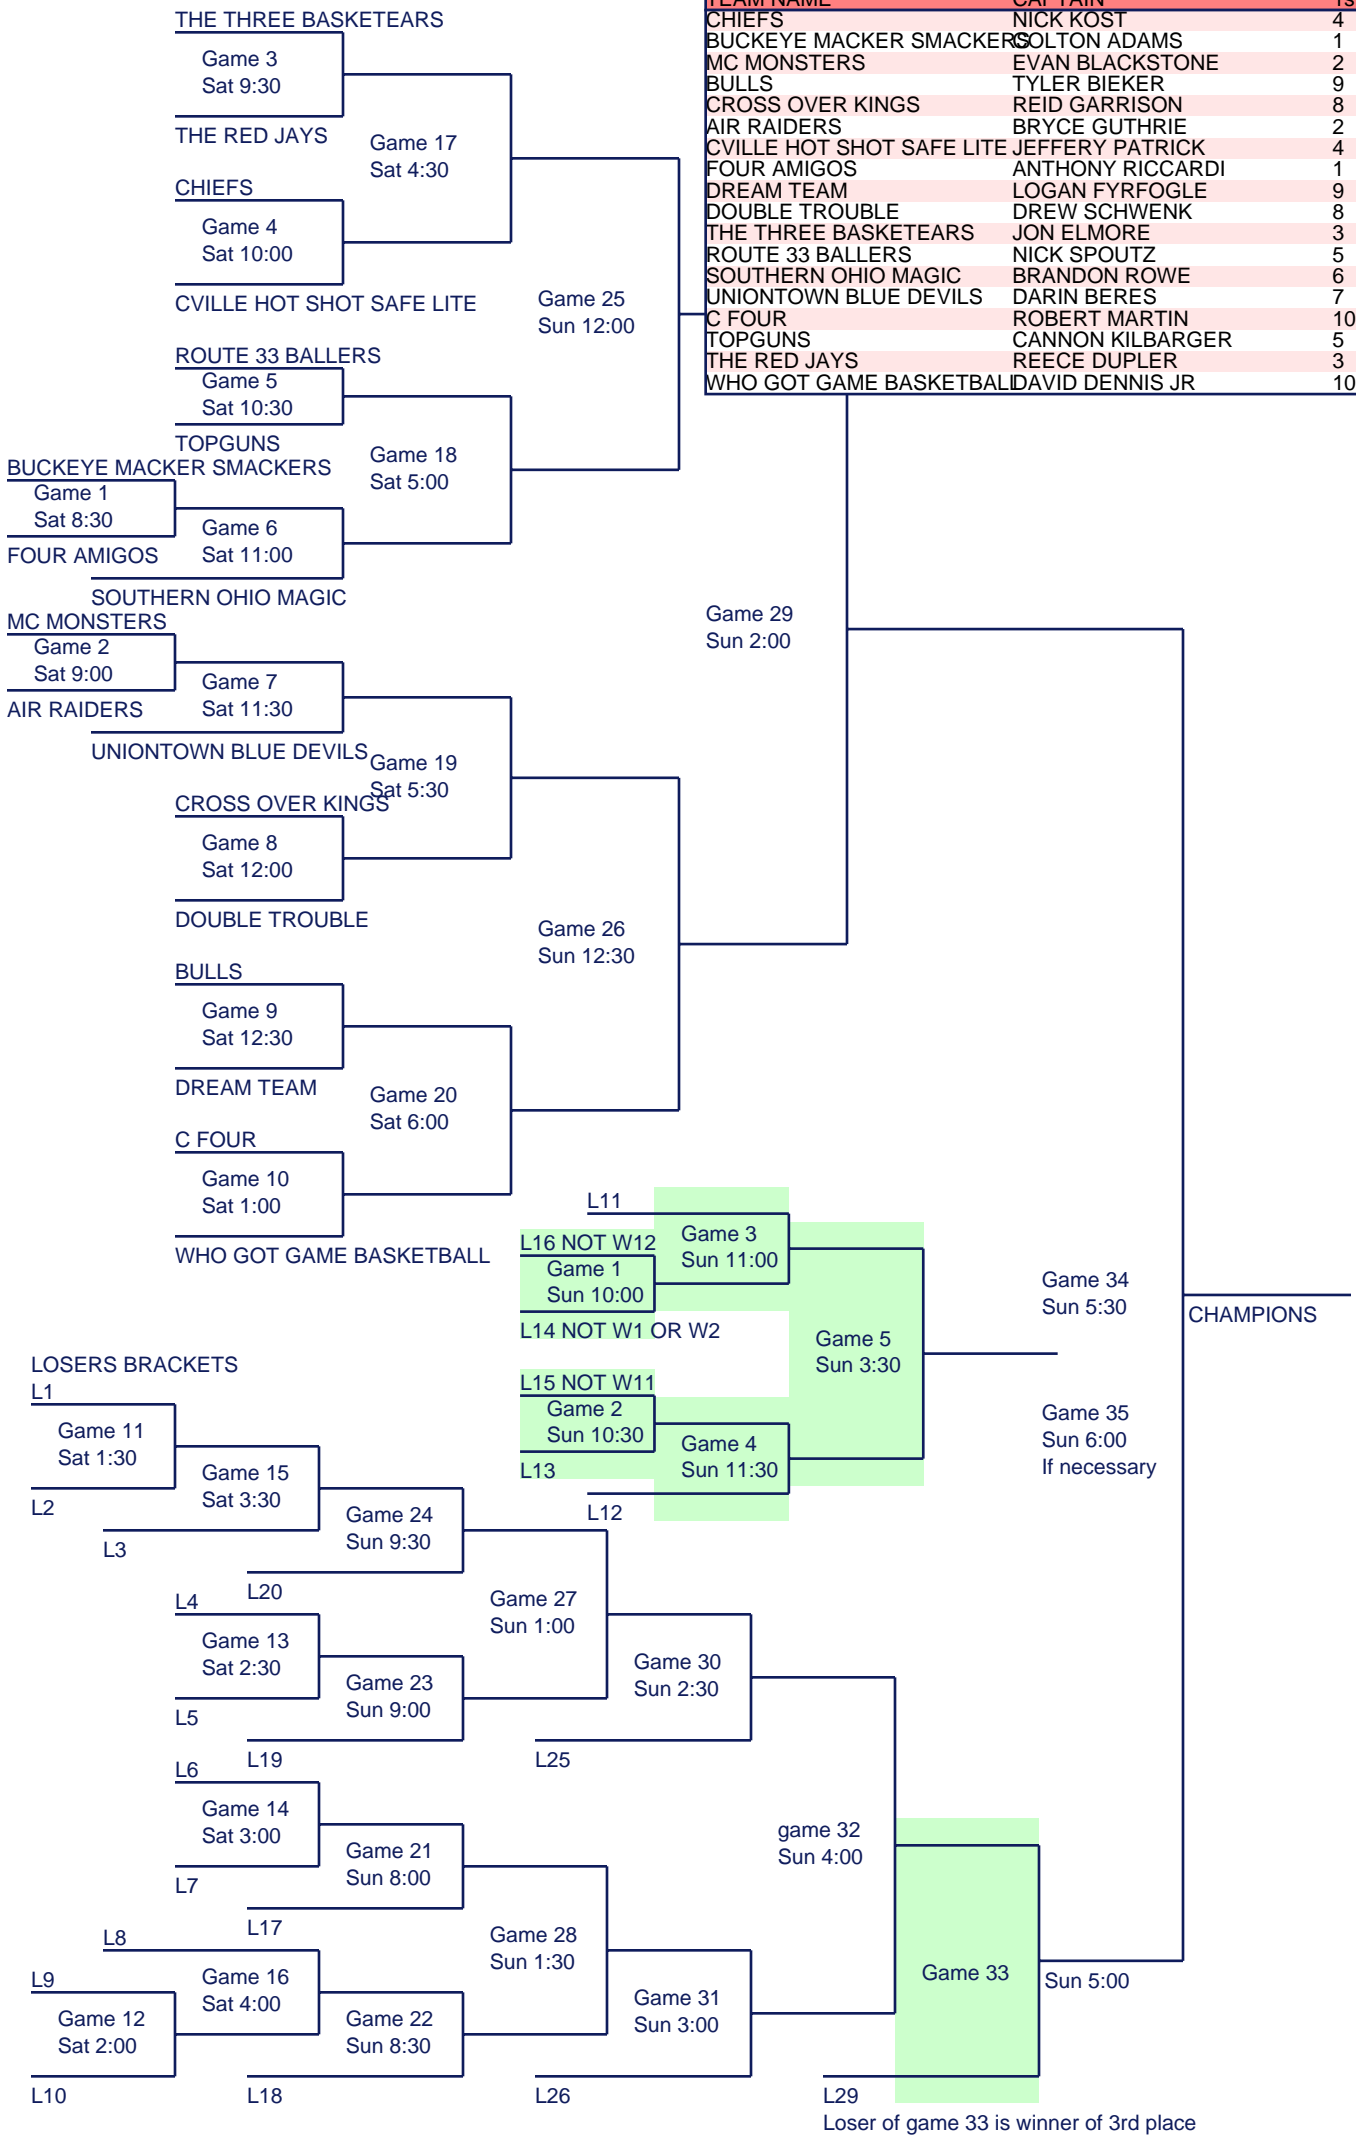 THE THREE BASKETEARS
Game 3
Sat 9:30
THE RED JAYS
Game 17
Sat 4:30
CHIEFS
Game 4
Sat 10:00
CVILLE HOT SHOT SAFE LITE
Game 25
Sun 12:00
ROUTE 33 BALLERS
Game 5
Sat 10:30
TOPGUNS
Game 18
Sat 5:00
BUCKEYE MACKER SMACKERS
Game 1
Sat 8:30
FOUR AMIGOS
Game 6
Sat 11:00
SOUTHERN OHIO MAGIC
MC MONSTERS
Game 2
Sat 9:00
AIR RAIDERS
Game 7
Sat 11:30
UNIONTOWN BLUE DEVILS
Game 19
Sat 5:30
CROSS OVER KINGS
Game 8
Sat 12:00
DOUBLE TROUBLE
Game 26
Sun 12:30
BULLS
Game 9
Sat 12:30
DREAM TEAM
Game 20
Sat 6:00
C FOUR
Game 10
Sat 1:00
WHO GOT GAME BASKETBALL
TEAM NAME CAPTAIN
CHIEFS NICK KOST 4
BUCKEYE MACKER SMACKERS COLTON ADAMS 1
MC MONSTERS EVAN BLACKSTONE 2
BULLS TYLER BIEKER 9
CROSS OVER KINGS REID GARRISON 8
AIR RAIDERS BRYCE GUTHRIE 2
CVILLE HOT SHOT SAFE LITE JEFFERY PATRICK 4
FOUR AMIGOS ANTHONY RICCARDI 1
DREAM TEAM LOGAN FYRFOGLE 9
DOUBLE TROUBLE DREW SCHWENK 8
THE THREE BASKETEARS JON ELMORE 3
ROUTE 33 BALLERS NICK SPOUTZ 5
SOUTHERN OHIO MAGIC BRANDON ROWE 6
UNIONTOWN BLUE DEVILS DARIN BERES 7
C FOUR ROBERT MARTIN 10
TOPGUNS CANNON KILBARGER 5
THE RED JAYS REECE DUPLER 3
WHO GOT GAME BASKETBALL DAVID DENNIS JR 10
Game 29
Sun 2:00
L11
Game 3
Sun 11:00
L16 NOT W12
Game 1
Sun 10:00
L14 NOT W1 OR W2
Game 5
Sun 3:30
L15 NOT W11
Game 2
Sun 10:30
L13
Game 4
Sun 11:30
L12
Game 34
Sun 5:30
CHAMPIONS
Game 35
Sun 6:00
If necessary
LOSERS BRACKETS
L1
Game 11
Sat 1:30
L2
Game 15
Sat 3:30
L3
Game 24
Sun 9:30
L20
L4
Game 13
Sat 2:30
L5
Game 23
Sun 9:00
L19
Game 27
Sun 1:00
Game 30
Sun 2:30
L25
L6
Game 14
Sat 3:00
L7
Game 21
Sun 8:00
L17
L8
Game 16
Sat 4:00
L9
Game 12
Sat 2:00
L10
Game 22
Sun 8:30
L18
Game 28
Sun 1:30
Game 31
Sun 3:00
L26
game 32
Sun 4:00
Game 33
Sun 5:00
L29
Loser of game 33 is winner of 3rd place